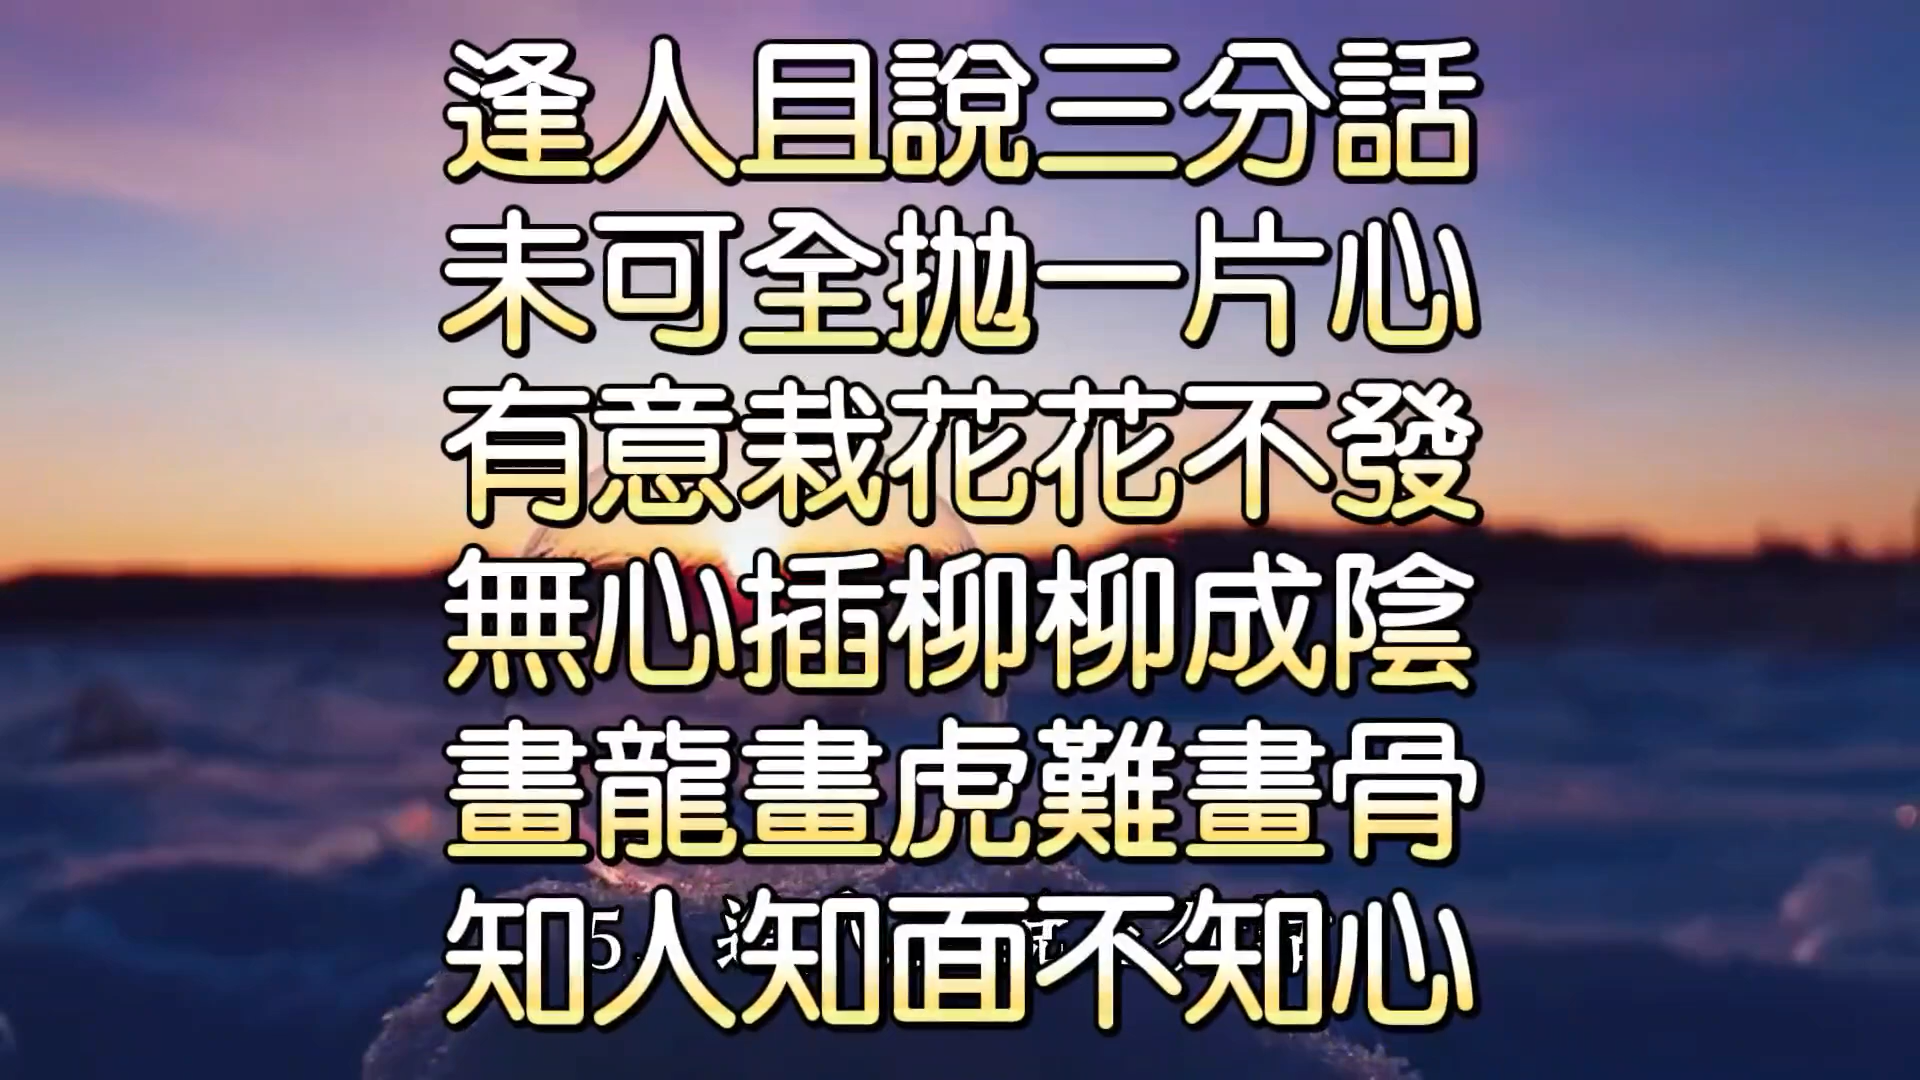 逢人且說三分話
未可全拋一片心
有意栽花花不發
無心插柳柳成陰
畫龍畫虎難畫骨
知人知面不知心